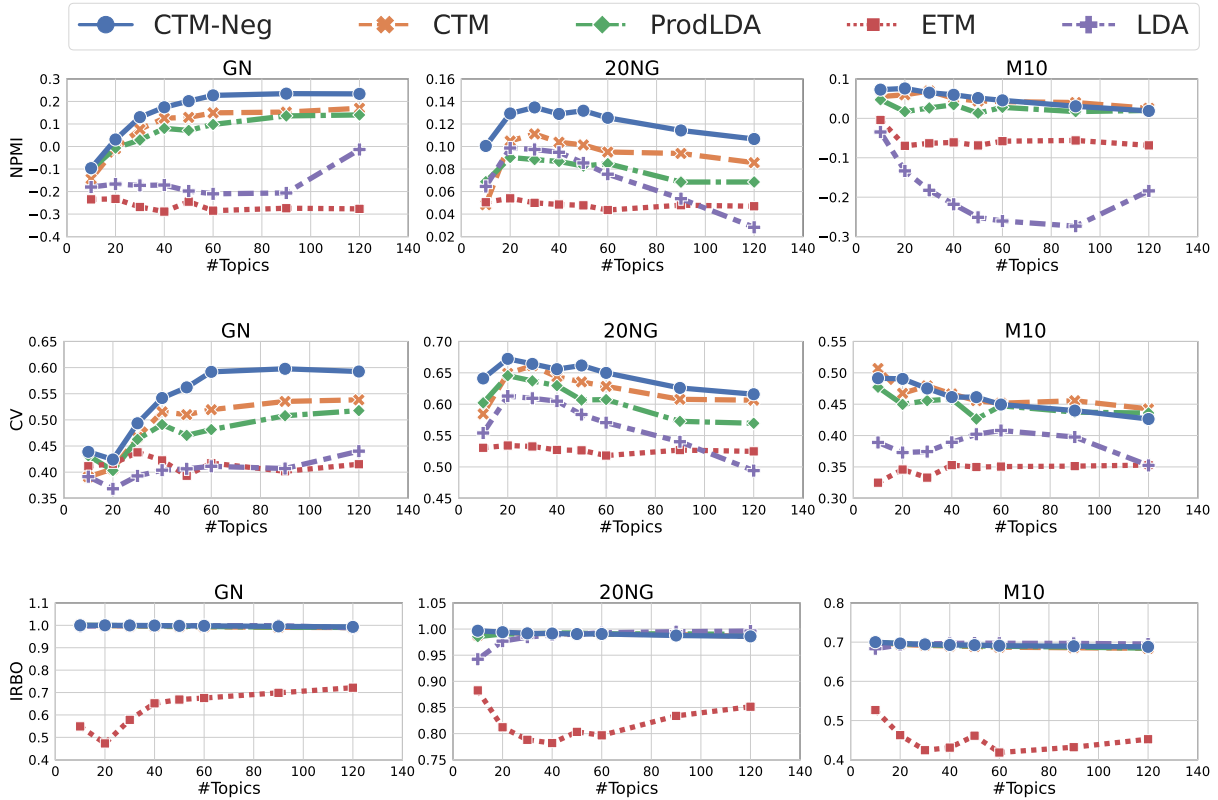 CTM-Neg CTM ProdLDA ETM LDA
GN 20NG M10
NPMI
0.3 0.2 0.1 0.0 −0.1 −0.2 −0.3 −0.4
0.16 0.14 0.12 0.10 0.08 0.06 0.04 0.02
0.1 0.0 −0.1 −0.2 −0.3
0 20 40 60 80 100 120 140
0 20 40 60 80 100 120 140
0 20 40 60 80 100 120 140
#Topics #Topics #Topics
GN 20NG M10
CV
0.65 0.60 0.55 0.50 0.45 0.40 0.35
0.70 0.65 0.60 0.55 0.50 0.45
0.55 0.50 0.45 0.40 0.35 0.30
0 20 40 60 80 100 120 140
0 20 40 60 80 100 120 140
0 20 40 60 80 100 120 140
#Topics #Topics #Topics
GN 20NG M10
IRBO
1.1 1.0 0.9 0.8 0.7 0.6 0.5 0.4
1.05 1.00 0.95 0.90 0.85 0.80 0.75
0.8 0.7 0.6 0.5 0.4
0 20 40 60 80 100 120 140
0 20 40 60 80 100 120 140
0 20 40 60 80 100 120 140
#Topics #Topics #Topics